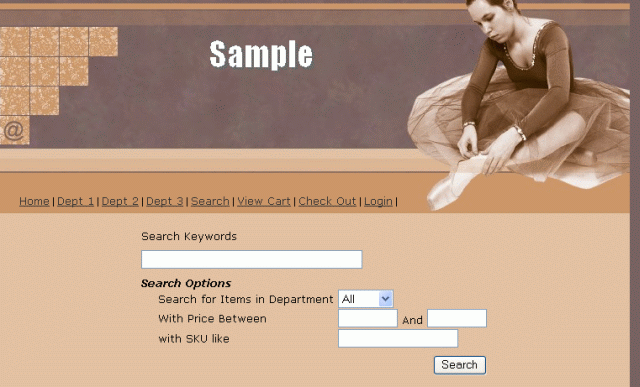 Sample
@
Home | Dept 1 | Dept 2 | Dept 3 | Search | View Cart | Check Out | Login |
Search Keywords
Search Options
Search for Items in Department All
With Price Between And
with SKU like
Search